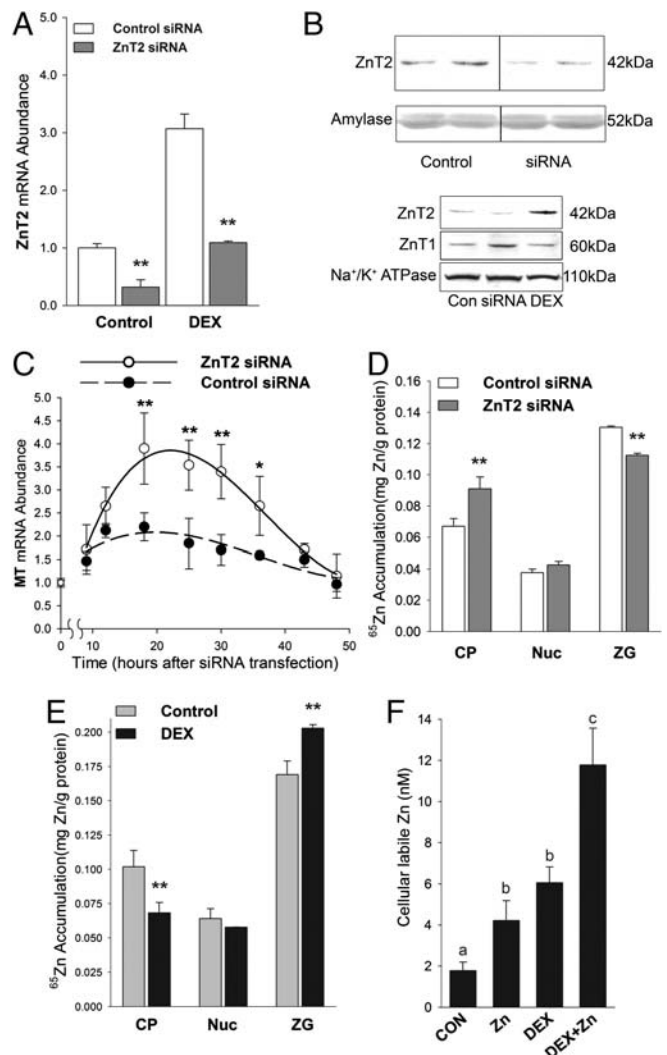 A
Control siRNA
ZnT2 siRNA
ZnT2 mRNA Abundance
5.0
4.0
3.0
2.0
1.0
0.0
**
**
Control
DEX
B
ZnT2
42kDa
Amylase
52kDa
Control
siRNA
ZnT2
42kDa
ZnT1
60kDa
Na⁺/K⁺ ATPase
110kDa
Con siRNA DEX
C
ZnT2 siRNA
Control siRNA
MT mRNA Abundance
5.0
4.5
4.0
3.5
3.0
2.5
2.0
1.5
1.0
0.5
0.0
**
**
**
*
0 10 20 30 40 50
Time (hours after siRNA transfection)
D
Control siRNA
ZnT2 siRNA
⁶⁵Zn Accumulation(mg Zn/g protein)
0.16
0.14
0.12
0.10
0.08
0.06
0.04
0.02
0.00
**
**
CP
Nuc
ZG
E
Control
DEX
⁶⁵Zn Accumulation(mg Zn/g protein)
0.200
0.175
0.150
0.125
0.100
0.075
0.050
0.025
0.000
**
**
CP
Nuc
ZG
F
Cellular labile Zn (nM)
14
12
10
8
6
4
2
0
a
b
b
c
CON
Zn
DEX
DEX+Zn